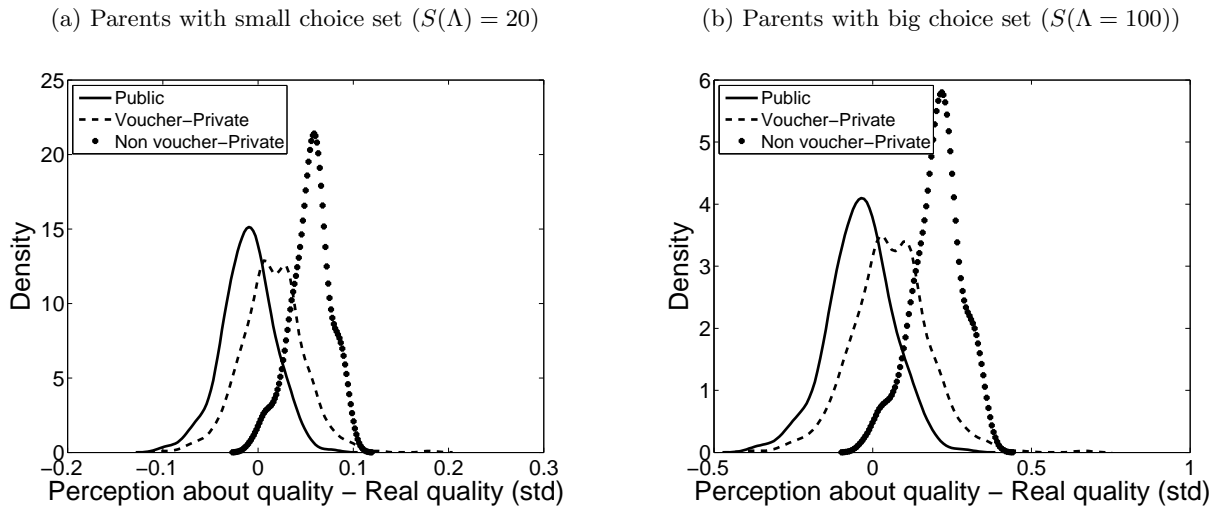 (a) Parents with small choice set (S(Λ) = 20)
25
20
15
10
5
0
−0.2
−0.1
0
0.1
0.2
0.3
Density
Perception about quality − Real quality (std)
Public
Voucher−Private
Non voucher−Private
(b) Parents with big choice set (S(Λ = 100))
6
5
4
3
2
1
0
−0.5
0
0.5
1
Density
Perception about quality − Real quality (std)
Public
Voucher−Private
Non voucher−Private